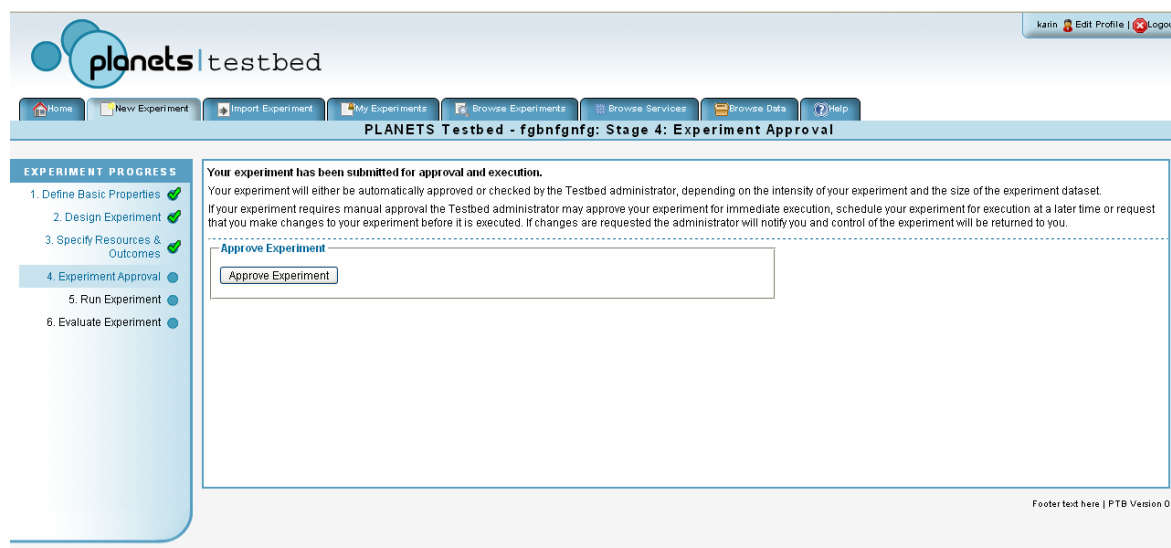 karin Edit Profile | Logou
planets|testbed
Home
New Experiment
Import Experiment
My Experiments
Browse Experiments
Browse Services
Browse Data
Help
PLANETS Testbed - fgbnfgnfg: Stage 4: Experiment Approval
EXPERIMENT PROGRESS
1. Define Basic Properties
2. Design Experiment
3. Specify Resources &
Outcomes
4. Experiment Approval
5. Run Experiment
6. Evaluate Experiment
Your experiment has been submitted for approval and execution.
Your experiment will either be automatically approved or checked by the Testbed administrator, depending on the intensity of your experiment and the size of the experiment dataset.
If your experiment requires manual approval the Testbed administrator may approve your experiment for immediate execution, schedule your experiment for execution at a later time or request
that you make changes to your experiment before it is executed. If changes are requested the administrator will notify you and control of the experiment will be returned to you.
Approve Experiment
Approve Experiment
Footer text here | PTB Version 0